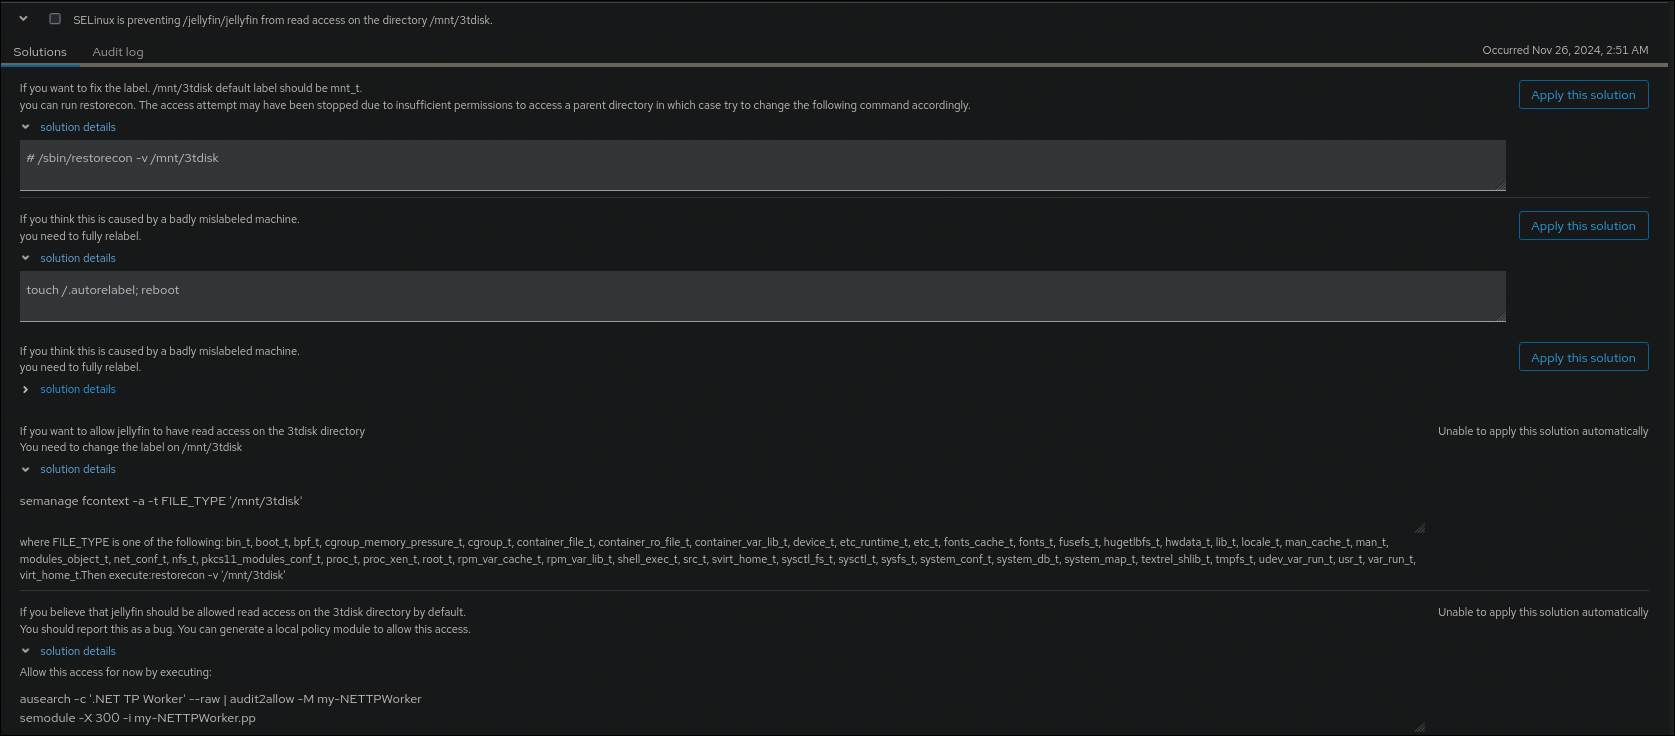 SELinux is preventing /jellyfin/jellyfin from read access on the directory /mnt/3tdisk.
Solutions
Audit log
Occurred Nov 26, 2024, 2:51 AM
If you want to fix the label. /mnt/3tdisk default label should be mnt_t.
you can run restorecon. The access attempt may have been stopped due to insufficient permissions to access a parent directory in which case try to change the following command accordingly.
Apply this solution
solution details
# /sbin/restorecon -v /mnt/3tdisk
If you think this is caused by a badly mislabeled machine.
you need to fully relabel.
Apply this solution
solution details
touch /.autorelabel; reboot
If you think this is caused by a badly mislabeled machine.
you need to fully relabel.
Apply this solution
solution details
If you want to allow jellyfin to have read access on the 3tdisk directory
You need to change the label on /mnt/3tdisk
Unable to apply this solution automatically
solution details
semanage fcontext -a -t FILE_TYPE '/mnt/3tdisk'
where FILE_TYPE is one of the following: bin_t, boot_t, bpf_t, cgroup_memory_pressure_t, cgroup_t, container_file_t, container_ro_file_t, container_var_lib_t, device_t, etc_runtime_t, etc_t, fonts_cache_t, fonts_t, fusefs_t, hugetlbfs_t, hwdata_t, lib_t, locale_t, man_cache_t, man_t,
modules_object_t, net_conf_t, nfs_t, pkcs11_modules_conf_t, proc_t, proc_xen_t, root_t, rpm_var_cache_t, rpm_var_lib_t, shell_exec_t, src_t, svirt_home_t, sysctl_fs_t, sysctl_t, sysfs_t, system_conf_t, system_db_t, system_map_t, textrel_shlib_t, tmpfs_t, udev_var_run_t, usr_t, var_run_t,
virt_home_t.Then execute:restorecon -v '/mnt/3tdisk'
If you believe that jellyfin should be allowed read access on the 3tdisk directory by default.
You should report this as a bug. You can generate a local policy module to allow this access.
Unable to apply this solution automatically
solution details
Allow this access for now by executing:
ausearch -c '.NET TP Worker' --raw | audit2allow -M my-NETTPWorker
semodule -X 300 -i my-NETTPWorker.pp